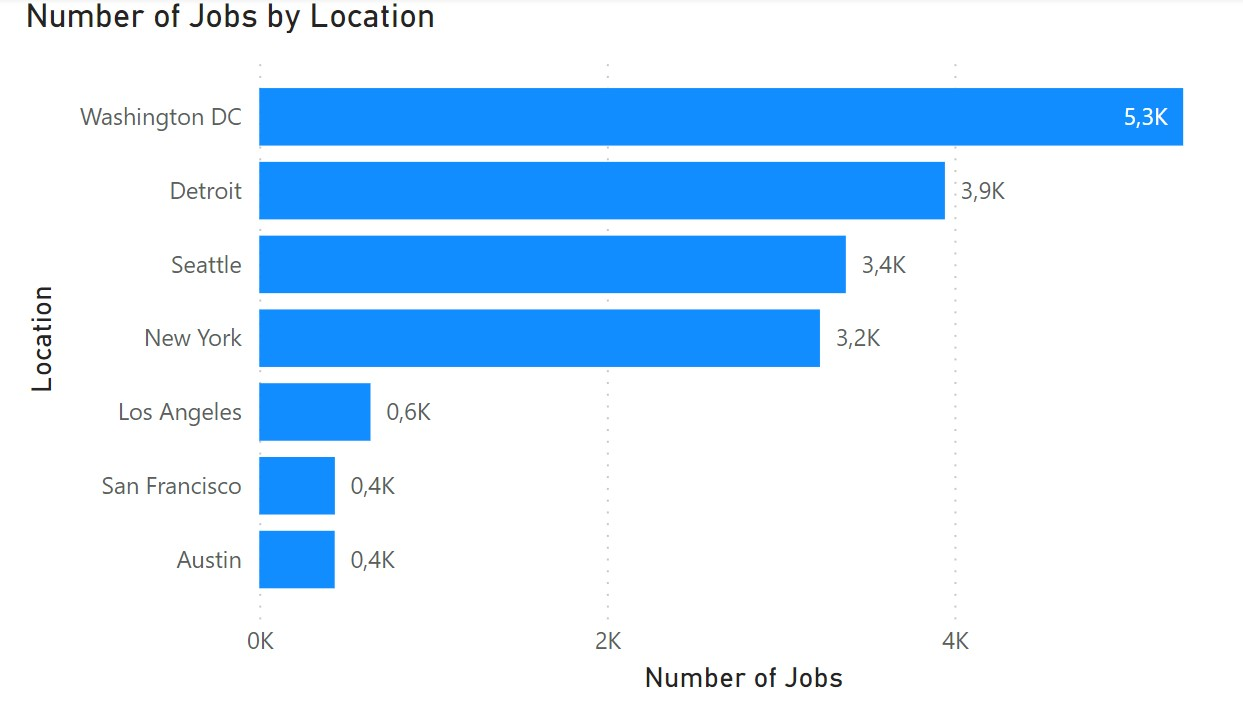 Number of Jobs by Location
Location
Washington DC 5,3K
Detroit 3,9K
Seattle 3,4K
New York 3,2K
Los Angeles 0,6K
San Francisco 0,4K
Austin 0,4K
0K 2K 4K
Number of Jobs